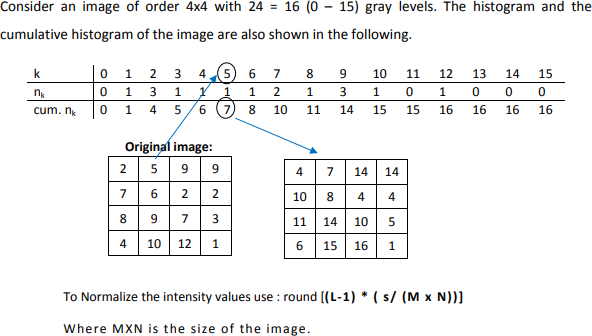 Consider an image of order 4x4 with 24 = 16 (0 – 15) gray levels. The histogram and the
cumulative histogram of the image are also shown in the following.
k 0 1 2 3 4 5 6 7 8 9 10 11 12 13 14 15
nk 0 1 3 1 1 1 1 2 1 3 1 0 1 0 0 0
cum. nk 0 1 4 5 6 7 8 10 11 14 15 15 16 16 16 16
Original image:
2 5 9 9
7 6 2 2
8 9 7 3
4 10 12 1
4 7 14 14
10 8 4 4
11 14 10 5
6 15 16 1
To Normalize the intensity values use : round [(L-1) * ( s/ (M x N))]
Where MXN is the size of the image.